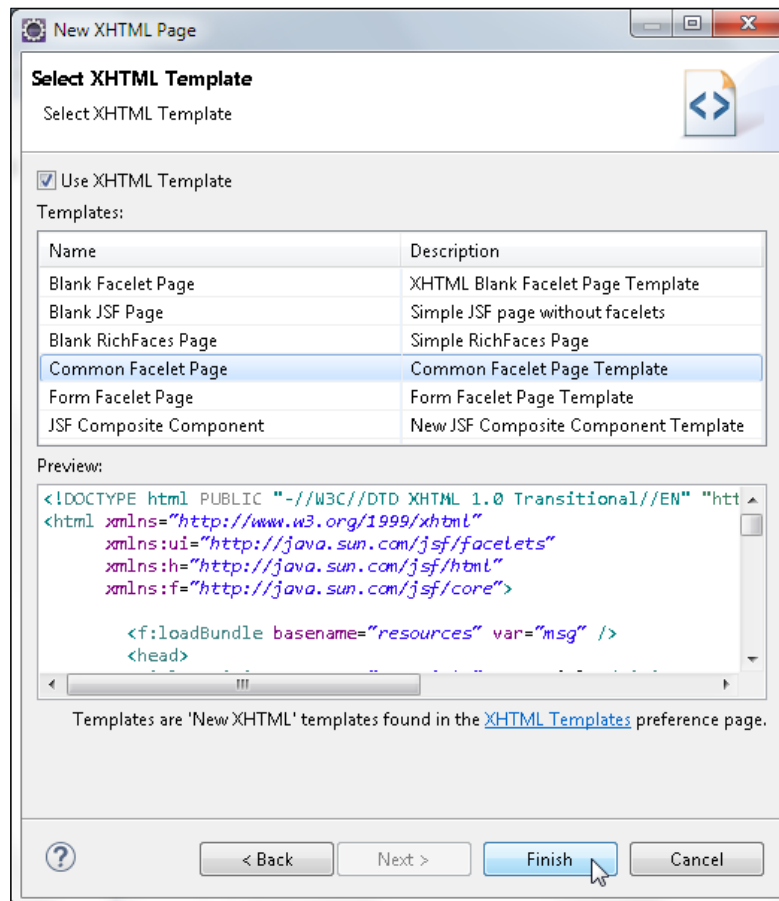 New XHTML Page
Select XHTML Template
Select XHTML Template
Use XHTML Template
Templates:
Name Description
Blank Facelet Page XHTML Blank Facelet Page Template
Blank JSF Page Simple JSF page without facelets
Blank RichFaces Page Simple RichFaces Page
Common Facelet Page Common Facelet Page Template
Form Facelet Page Form Facelet Page Template
JSF Composite Component New JSF Composite Component Template
Preview:
<!DOCTYPE html PUBLIC "-//W3C//DTD XHTML 1.0 Transitional//EN" "htt
<html xmlns="http://www.w3.org/1999/xhtml"
xmlns:ui="http://java.sun.com/jsf/facelets"
xmlns:h="http://java.sun.com/jsf/html"
xmlns:f="http://java.sun.com/jsf/core">
<f:loadBundle basename="resources" var="msg" />
<head>
Templates are 'New XHTML' templates found in the XHTML Templates preference page.
< Back Next > Finish Cancel